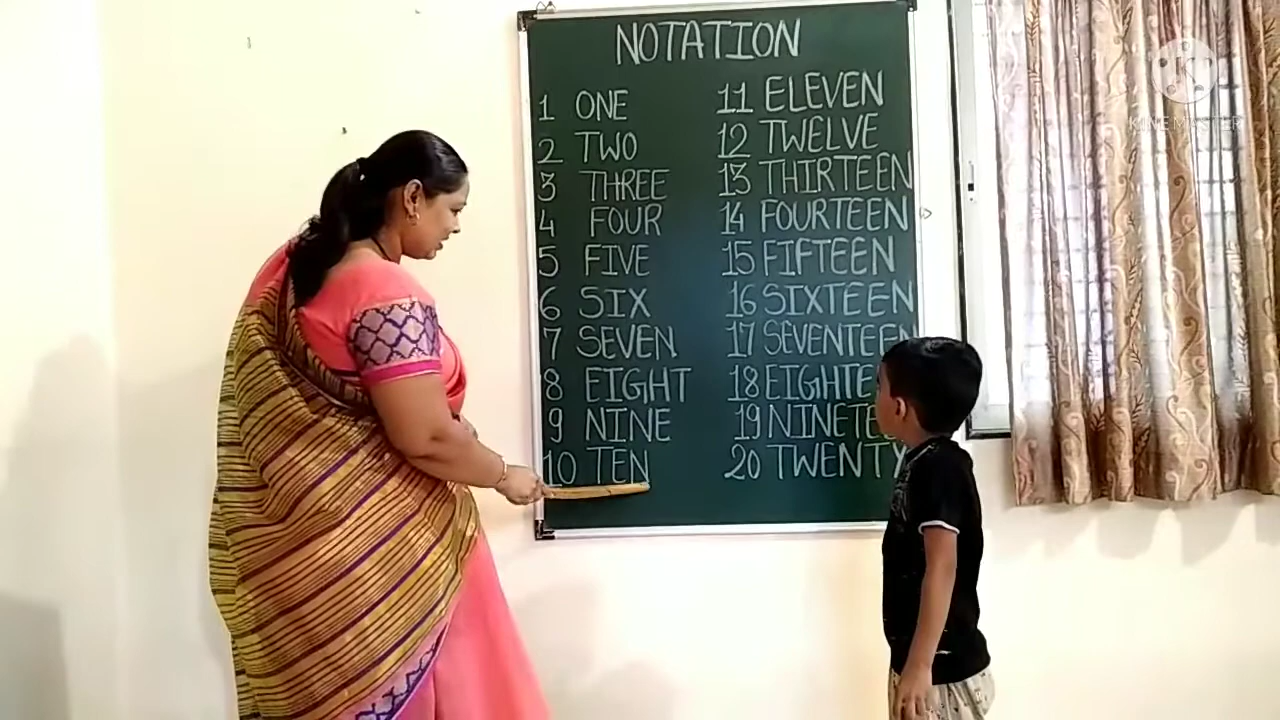 NOTATION
1 ONE
2 TWO
3 THREE
4 FOUR
5 FIVE
6 SIX
7 SEVEN
8 EIGHT
9 NINE
10 TEN
11 ELEVEN
12 TWELVE
13 THIRTEEN
14 FOURTEEN
15 FIFTEEN
16 SIXTEEN
17 SEVENTEEN
18 EIGHTE
19 NINETE
20 TWENTY
K
KINEMASTER